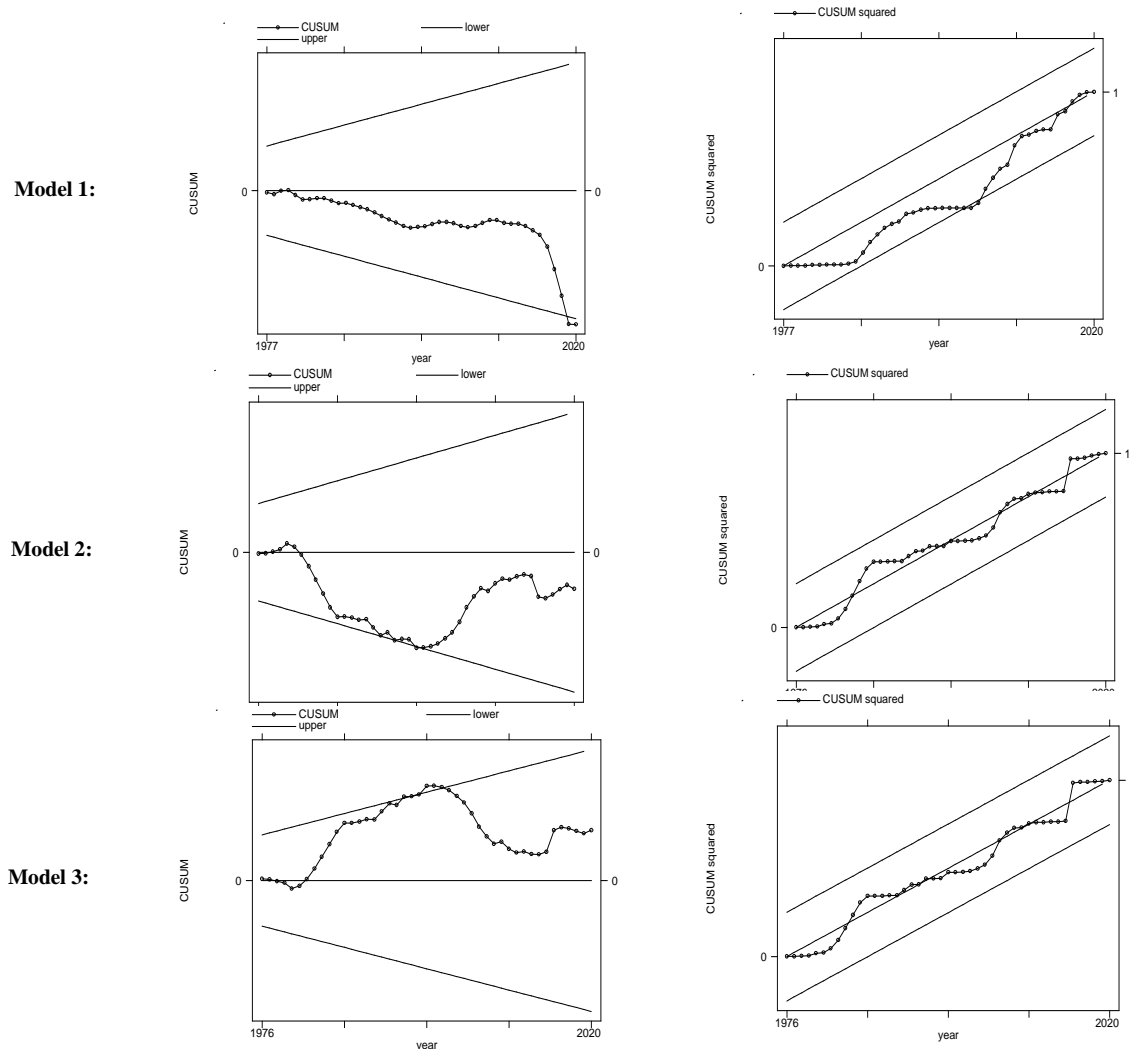 CUSUM lower
upper
CUSUM squared
Model 1:
CUSUM
0 0
1977 2020
year
CUSUM squared
1
0
1977 2020
year
CUSUM lower
upper
CUSUM squared
Model 2:
CUSUM
0 0
CUSUM squared
1
0
CUSUM lower
upper
CUSUM squared
Model 3:
CUSUM
0 0
1976 2020
year
CUSUM squared
0
1976 2020
year